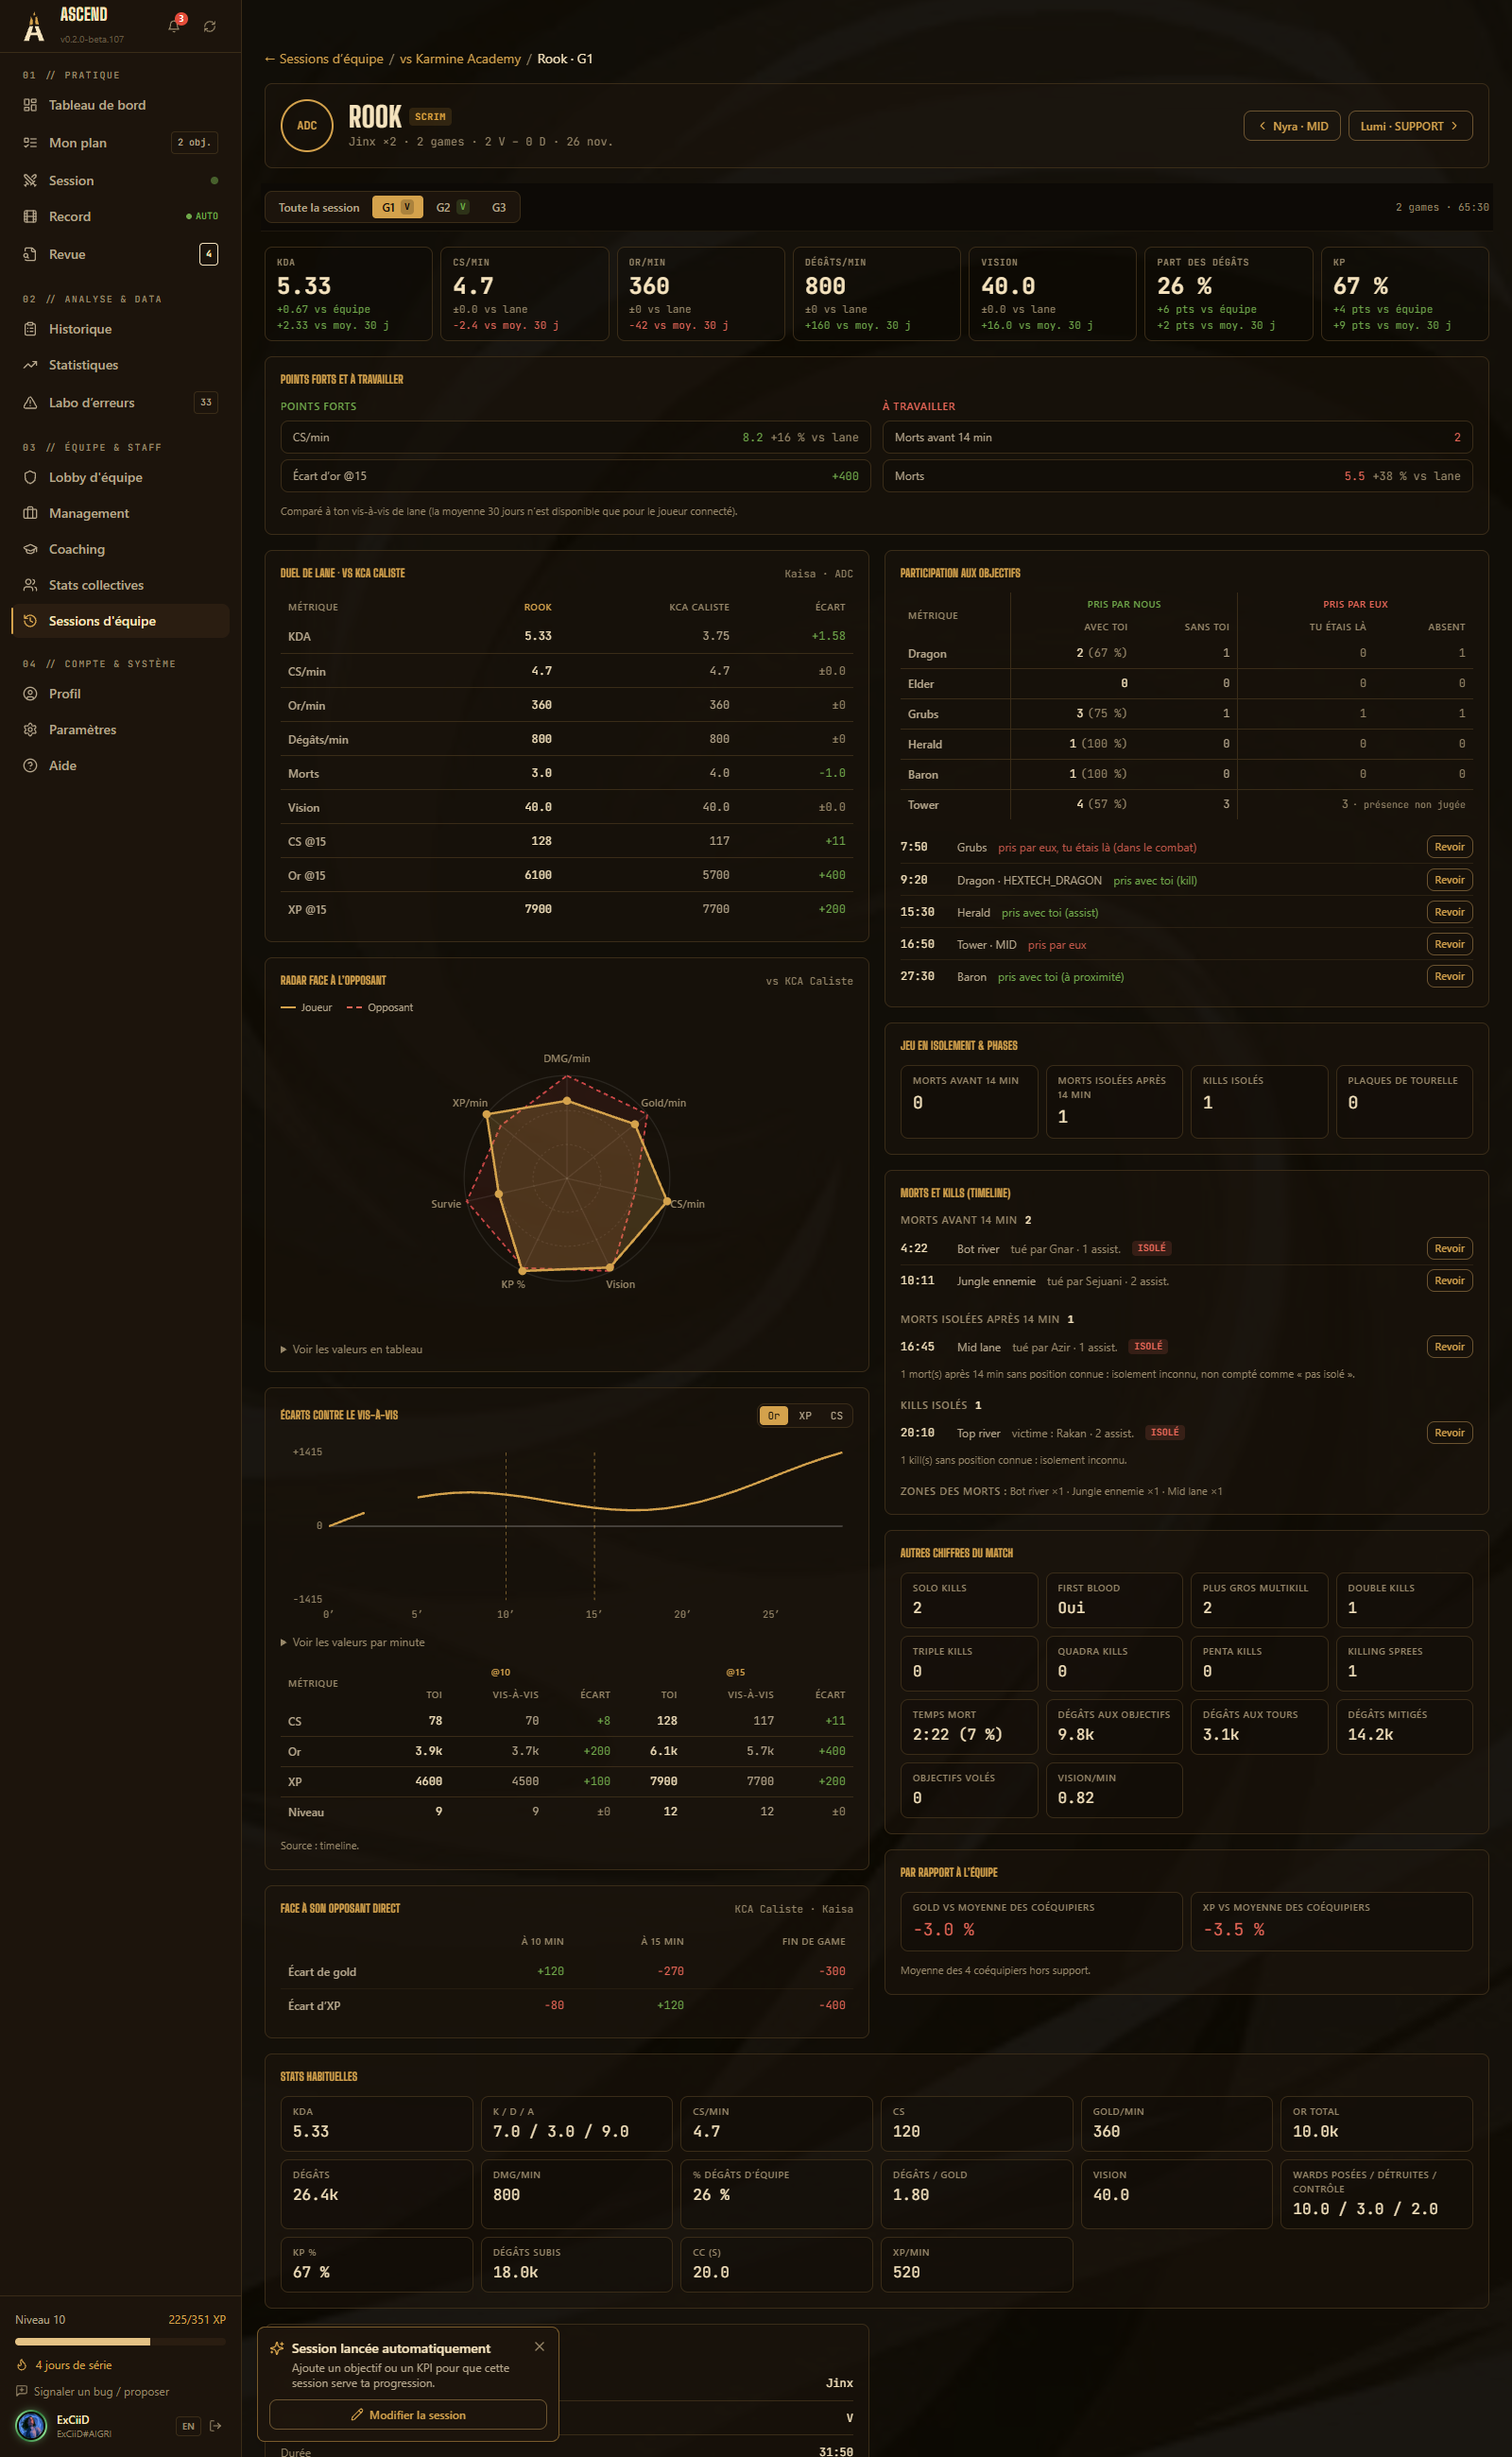 ASCEND
v0.2.0-beta.107
3
01 // PRATIQUE
Tableau de bord
Mon plan
2 obj.
Session
Record
AUTO
Revue
4
02 // ANALYSE & DATA
Historique
Statistiques
Labo d'erreurs
33
03 // ÉQUIPE & STAFF
Lobby d'équipe
Management
Coaching
Stats collectives
Sessions d'équipe
04 // COMPTE & SYSTÈME
Profil
Paramètres
Aide
Niveau 10
225/351 XP
4 jours de série
Signaler un bug / proposer
ExCiiD
ExCiiD#AIGRI
EN
← Sessions d'équipe / vs Karmine Academy / Rook · G1
ADC
ROOK
SCRIM
Jinx ×2 · 2 games · 2 V – 0 D · 26 nov.
Nyra · MID
Lumi · SUPPORT
Toute la session
G1 V
G2 V
G3
2 games · 65:30
KDA
5.33
+0.67 vs équipe
+2.33 vs moy. 30 j
CS/MIN
4.7
±0.0 vs lane
-2.4 vs moy. 30 j
OR/MIN
360
±0 vs lane
-42 vs moy. 30 j
DÉGÂTS/MIN
800
±0 vs lane
+160 vs moy. 30 j
VISION
40.0
±0.0 vs lane
+16.0 vs moy. 30 j
PART DES DÉGÂTS
26 %
+6 pts vs équipe
+2 pts vs moy. 30 j
KP
67 %
+4 pts vs équipe
+9 pts vs moy. 30 j
POINTS FORTS ET À TRAVAILLER
POINTS FORTS
CS/min 8.2 +16 % vs lane
Écart d'or @15 +400
À TRAVAILLER
Morts avant 14 min 2
Morts 5.5 +38 % vs lane
Comparé à ton vis-à-vis de lane (la moyenne 30 jours n'est disponible que pour le joueur connecté).
DUEL DE LANE · VS KCA CALISTE
Kaisa · ADC
MÉTRIQUE ROOK KCA CALISTE ÉCART
KDA 5.33 3.75 +1.58
CS/min 4.7 4.7 ±0.0
Or/min 360 360 ±0
Dégâts/min 800 800 ±0
Morts 3.0 4.0 -1.0
Vision 40.0 40.0 ±0.0
CS @15 128 117 +11
Or @15 6100 5700 +400
XP @15 7900 7700 +200
RADAR FACE À L'OPPOSANT
vs KCA Caliste
Joueur
Opposant
DMG/min
XP/min
Gold/min
Survie
CS/min
KP %
Vision
Voir les valeurs en tableau
ÉCARTS CONTRE LE VIS-À-VIS
Or XP CS
+1415
0
-1415
0′ 5′ 10′ 15′ 20′ 25′
Voir les valeurs par minute
MÉTRIQUE @10 @15
TOI VIS-À-VIS ÉCART TOI VIS-À-VIS ÉCART
CS 78 70 +8 128 117 +11
Or 3.9k 3.7k +200 6.1k 5.7k +400
XP 4600 4500 +100 7900 7700 +200
Niveau 9 9 ±0 12 12 ±0
Source : timeline.
FACE À SON OPPOSANT DIRECT
KCA Caliste · Kaisa
À 10 MIN À 15 MIN FIN DE GAME
Écart de gold +120 -270 -300
Écart d'XP -80 +120 -400
PARTICIPATION AUX OBJECTIFS
MÉTRIQUE PRIS PAR NOUS PRIS PAR EUX
AVEC TOI SANS TOI TU ÉTAIS LÀ ABSENT
Dragon 2 (67 %) 1 0 1
Elder 0 0 0 0
Grubs 3 (75 %) 1 1 1
Herald 1 (100 %) 0 0 0
Baron 1 (100 %) 0 0 0
Tower 4 (57 %) 3 3 · présence non jugée
7:50 Grubs pris par eux, tu étais là (dans le combat) Revoir
9:20 Dragon · HEXTECH_DRAGON pris avec toi (kill) Revoir
15:30 Herald pris avec toi (assist) Revoir
16:50 Tower · MID pris par eux Revoir
27:30 Baron pris avec toi (à proximité) Revoir
JEU EN ISOLEMENT & PHASES
MORTS AVANT 14 MIN
0
MORTS ISOLÉES APRÈS
14 MIN
1
KILLS ISOLÉS
1
PLAQUES DE TOURELLE
0
MORTS ET KILLS (TIMELINE)
MORTS AVANT 14 MIN 2
4:22 Bot river tué par Gnar · 1 assist. ISOLÉ Revoir
10:11 Jungle ennemie tué par Sejuani · 2 assist. Revoir
MORTS ISOLÉES APRÈS 14 MIN 1
16:45 Mid lane tué par Azir · 1 assist. ISOLÉ Revoir
1 mort(s) après 14 min sans position connue : isolement inconnu, non compté comme « pas isolé ».
KILLS ISOLÉS 1
20:10 Top river victime : Rakan · 2 assist. ISOLÉ Revoir
1 kill(s) sans position connue : isolement inconnu.
ZONES DES MORTS : Bot river ×1 · Jungle ennemie ×1 · Mid lane ×1
AUTRES CHIFFRES DU MATCH
SOLO KILLS
2
FIRST BLOOD
Oui
PLUS GROS MULTIKILL
2
DOUBLE KILLS
1
TRIPLE KILLS
0
QUADRA KILLS
0
PENTA KILLS
0
KILLING SPREES
1
TEMPS MORT
2:22 (7 %)
DÉGÂTS AUX OBJECTIFS
9.8k
DÉGÂTS AUX TOURS
3.1k
DÉGÂTS MITIGÉS
14.2k
OBJECTIFS VOLÉS
0
VISION/MIN
0.82
PAR RAPPORT À L'ÉQUIPE
GOLD VS MOYENNE DES COÉQUIPIERS
-3.0 %
XP VS MOYENNE DES COÉQUIPIERS
-3.5 %
Moyenne des 4 coéquipiers hors support.
STATS HABITUELLES
KDA
5.33
K / D / A
7.0 / 3.0 / 9.0
CS/MIN
4.7
CS
120
GOLD/MIN
360
OR TOTAL
10.0k
DÉGÂTS
26.4k
DMG/MIN
800
% DÉGÂTS D'ÉQUIPE
26 %
DÉGÂTS / GOLD
1.80
VISION
40.0
WARDS POSÉES / DÉTRUITES /
CONTRÔLE
10.0 / 3.0 / 2.0
KP %
67 %
DÉGÂTS SUBIS
18.0k
CC (S)
20.0
XP/MIN
520
Session lancée automatiquement
Ajoute un objectif ou un KPI pour que cette
session serve ta progression.
Modifier la session
Jinx
V
Durée 31:50